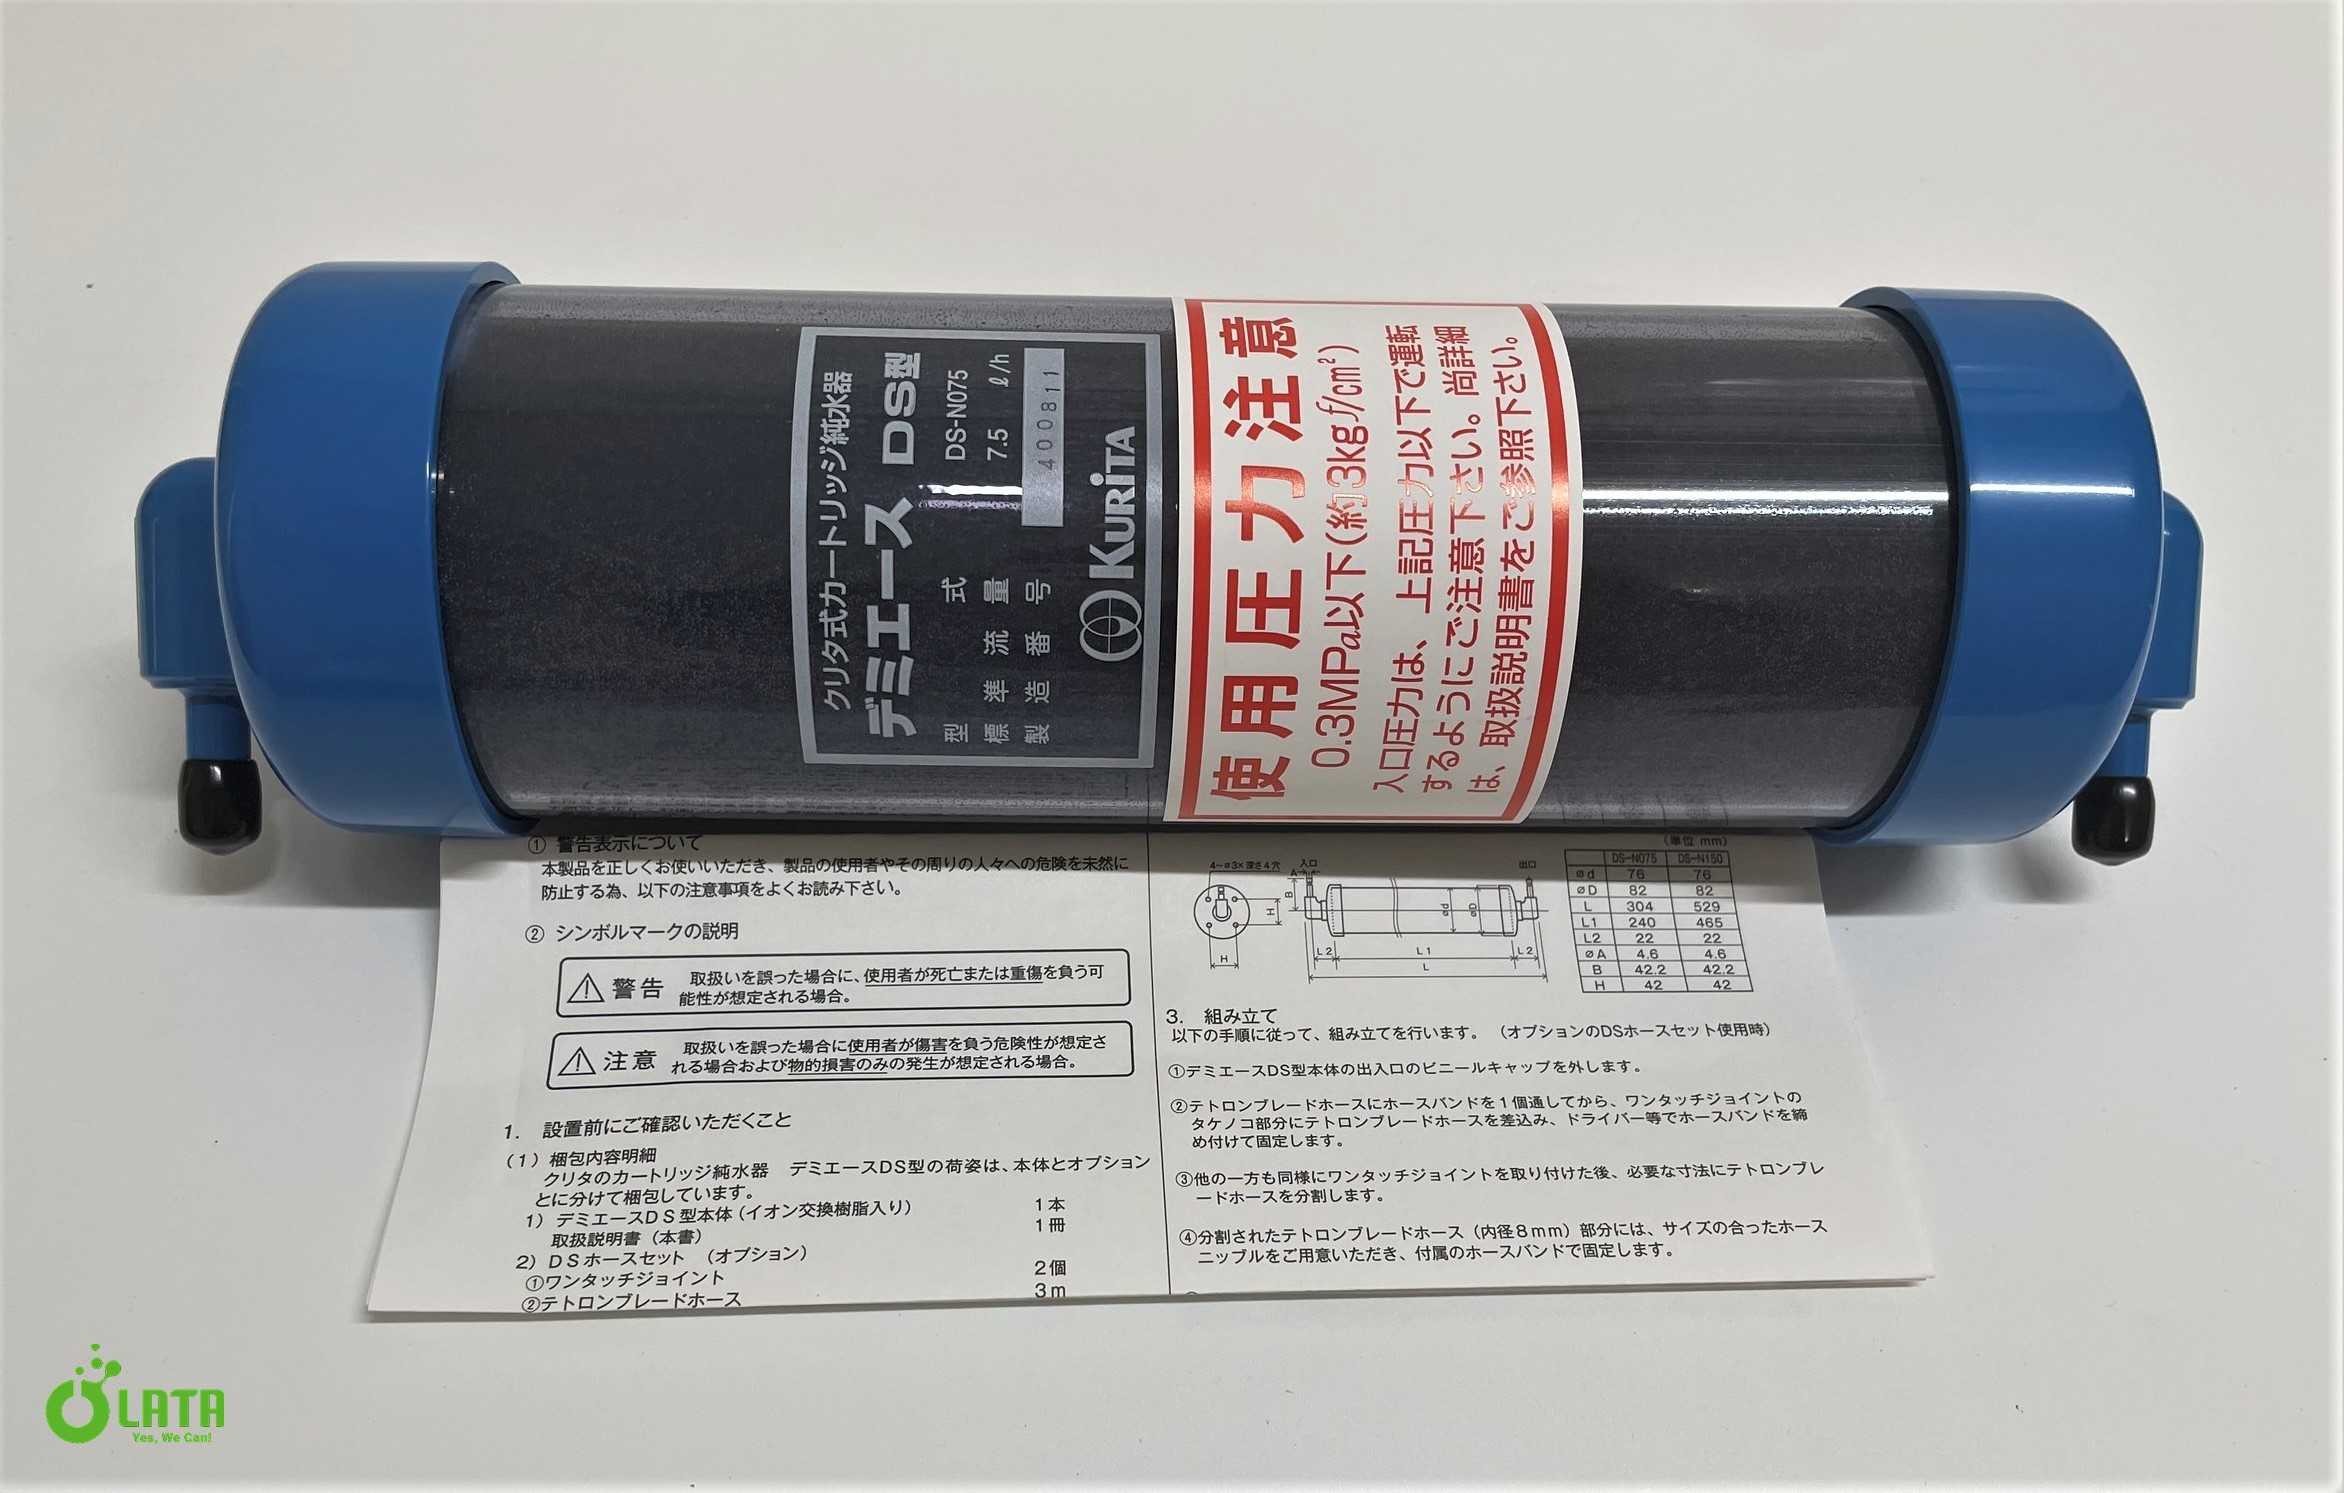 クリタ式カートリッジ純水器
デミエース DS型
型式 DS-N075
標準流量 7.5 ℓ/h
製造番号 4000811
KURITA
使用圧力注意
0.3MPa以下(約3kgf/cm²)
入口圧力は、上記圧力以下で運転
するようにご注意下さい。尚詳細
は、取扱説明書をご参照下さい。
① 警告表示について
本製品を正しくお使いいただき、製品の使用者やその周りの人々への危険を未然に
防止する為、以下の注意事項をよくお読み下さい。
② シンボルマークの説明
警告 取扱いを誤った場合に、使用者が死亡または重傷を負う可
能性が想定される場合。
注意 取扱いを誤った場合に使用者が傷害を負う危険性が想定さ
れる場合および物的損害のみの発生が想定される場合。
1. 設置前にご確認いただくこと
(1) 梱包内容明細
クリタのカートリッジ純水器 デミエースDS型の荷姿は、本体とオプション
とに分けて梱包しています。
1) デミエースDS型本体(イオン交換樹脂入り) 1本
取扱説明書(本書) 1冊
2) DSホースセット (オプション)
①ワンタッチジョイント 2個
②テトロンブレードホース 3m
(単位 mm)
4-ø3×深さ4穴
入口
出口
A
B
H
H
ød
øD
L2 L1 L2
L
DS-N075 DS-N150
ød 76 76
øD 82 82
L 304 529
L1 240 465
L2 22 22
øA 4.6 4.6
B 42.2 42.2
H 42 42
3. 組み立て
以下の手順に従って、組み立てを行います。 (オプションのDSホースセット使用時)
①デミエースDS型本体の出入口のビニールキャップを外します。
②テトロンブレードホースにホースバンドを1個通してから、ワンタッチジョイントの
タケノコ部分にテトロンブレードホースを差込み、ドライバー等でホースバンドを締
め付けて固定します。
③他の一方も同様にワンタッチジョイントを取り付けた後、必要な寸法にテトロンブレ
ードホースを分割します。
④分割されたテトロンブレードホース(内径8mm)部分には、サイズの合ったホース
ニップルをご用意いただき、付属のホースバンドで固定します。
LATA
Yes, We Can!